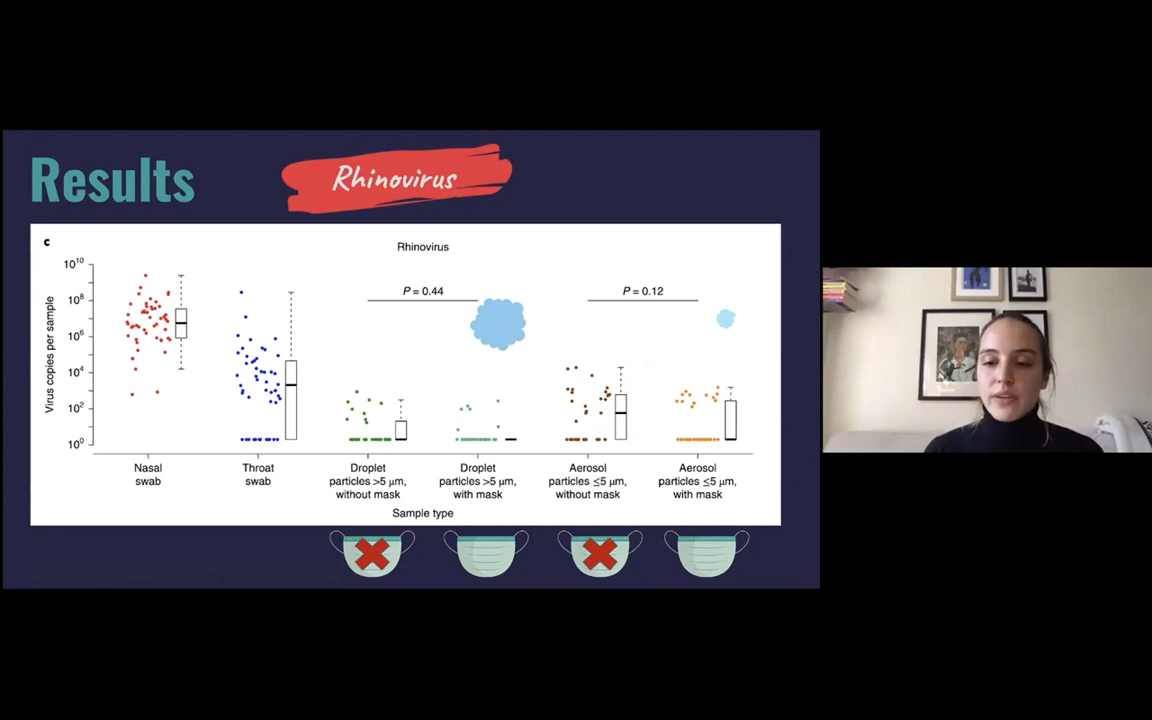 Results
Rhinovirus
c
Rhinovirus
10^10
10^8
10^6
10^4
10^2
10^0
Virus copies per sample
P = 0.44
P = 0.12
Nasal
swab
Throat
swab
Droplet
particles >5 μm,
without mask
Droplet
particles >5 μm,
with mask
Aerosol
particles ≤5 μm,
without mask
Aerosol
particles ≤5 μm,
with mask
Sample type